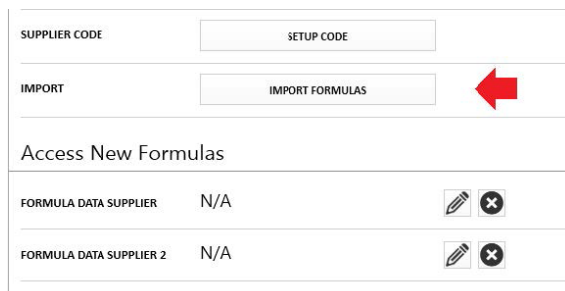 SUPPLIER CODE SETUP CODE
IMPORT IMPORT FORMULAS
Access New Formulas
FORMULA DATA SUPPLIER N/A
FORMULA DATA SUPPLIER 2 N/A